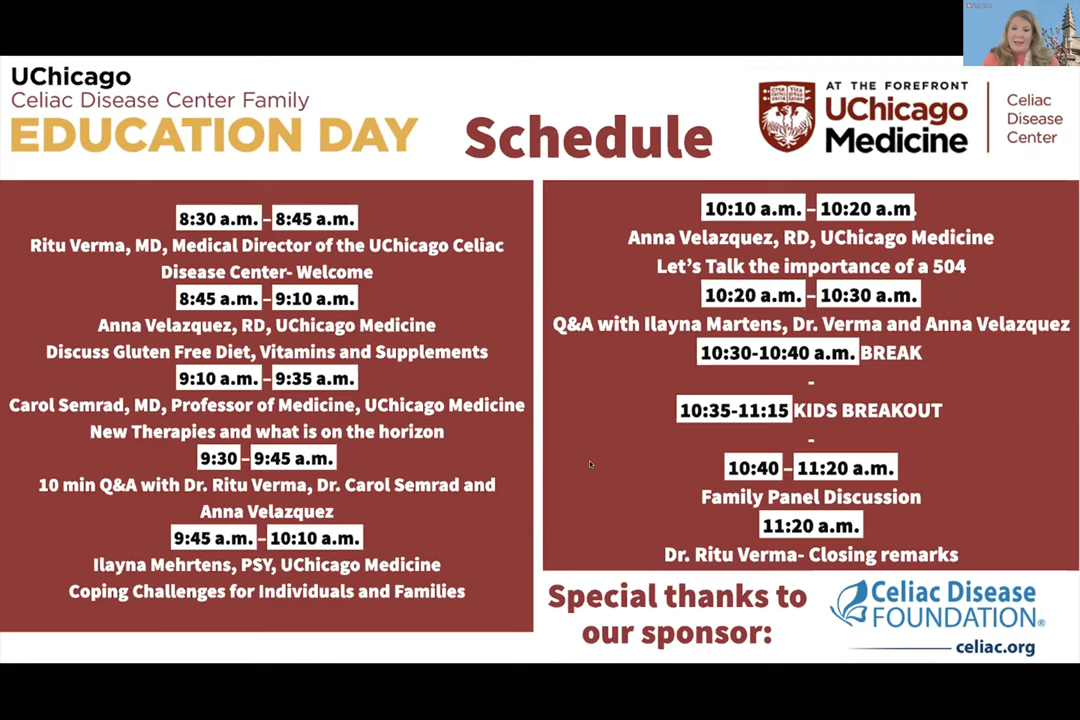 UChicago
Celiac Disease Center Family
EDUCATION DAY
Schedule
AT THE FOREFRONT
UChicago
Medicine
Celiac
Disease
Center
8:30 a.m. – 8:45 a.m.
Ritu Verma, MD, Medical Director of the UChicago Celiac
Disease Center- Welcome
8:45 a.m. – 9:10 a.m.
Anna Velazquez, RD, UChicago Medicine
Discuss Gluten Free Diet, Vitamins and Supplements
9:10 a.m. – 9:35 a.m.
Carol Semrad, MD, Professor of Medicine, UChicago Medicine
New Therapies and what is on the horizon
9:30 – 9:45 a.m.
10 min Q&A with Dr. Ritu Verma, Dr. Carol Semrad and
Anna Velazquez
9:45 a.m. – 10:10 a.m.
Ilayna Mehrtens, PSY, UChicago Medicine
Coping Challenges for Individuals and Families
10:10 a.m. – 10:20 a.m.
Anna Velazquez, RD, UChicago Medicine
Let's Talk the importance of a 504
10:20 a.m. – 10:30 a.m.
Q&A with Ilayna Martens, Dr. Verma and Anna Velazquez
10:30-10:40 a.m. BREAK
-
10:35-11:15 KIDS BREAKOUT
-
10:40 – 11:20 a.m.
Family Panel Discussion
11:20 a.m.
Dr. Ritu Verma- Closing remarks
Special thanks to
our sponsor:
Celiac Disease
FOUNDATION®
celiac.org